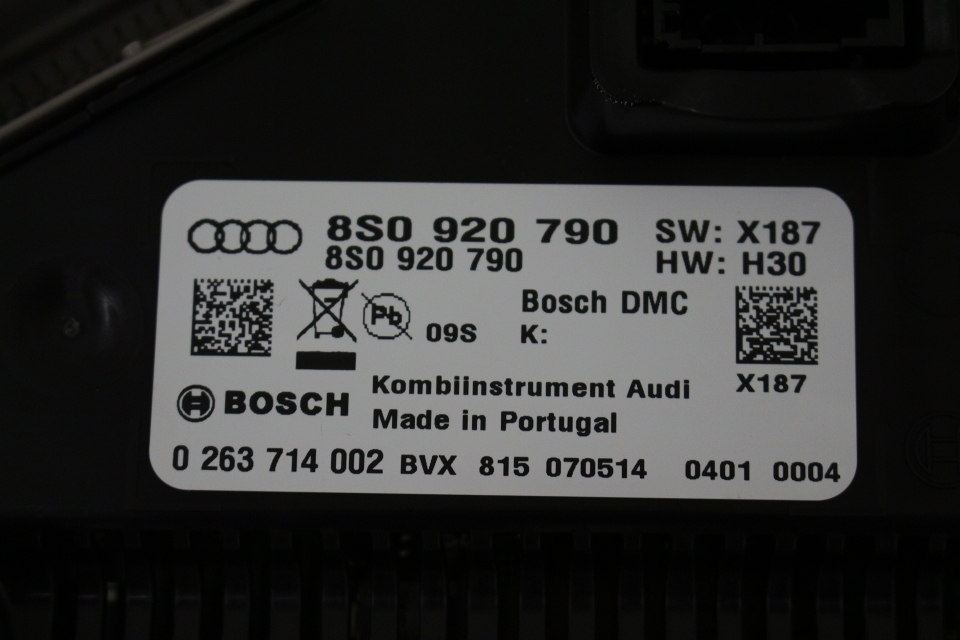 8S0 920 790 SW: X187
8S0 920 790 HW: H30
Pb 09S
Bosch DMC
K:
X187
BOSCH
Kombiinstrument Audi
Made in Portugal
0 263 714 002 BVX 815 070514 0401 0004